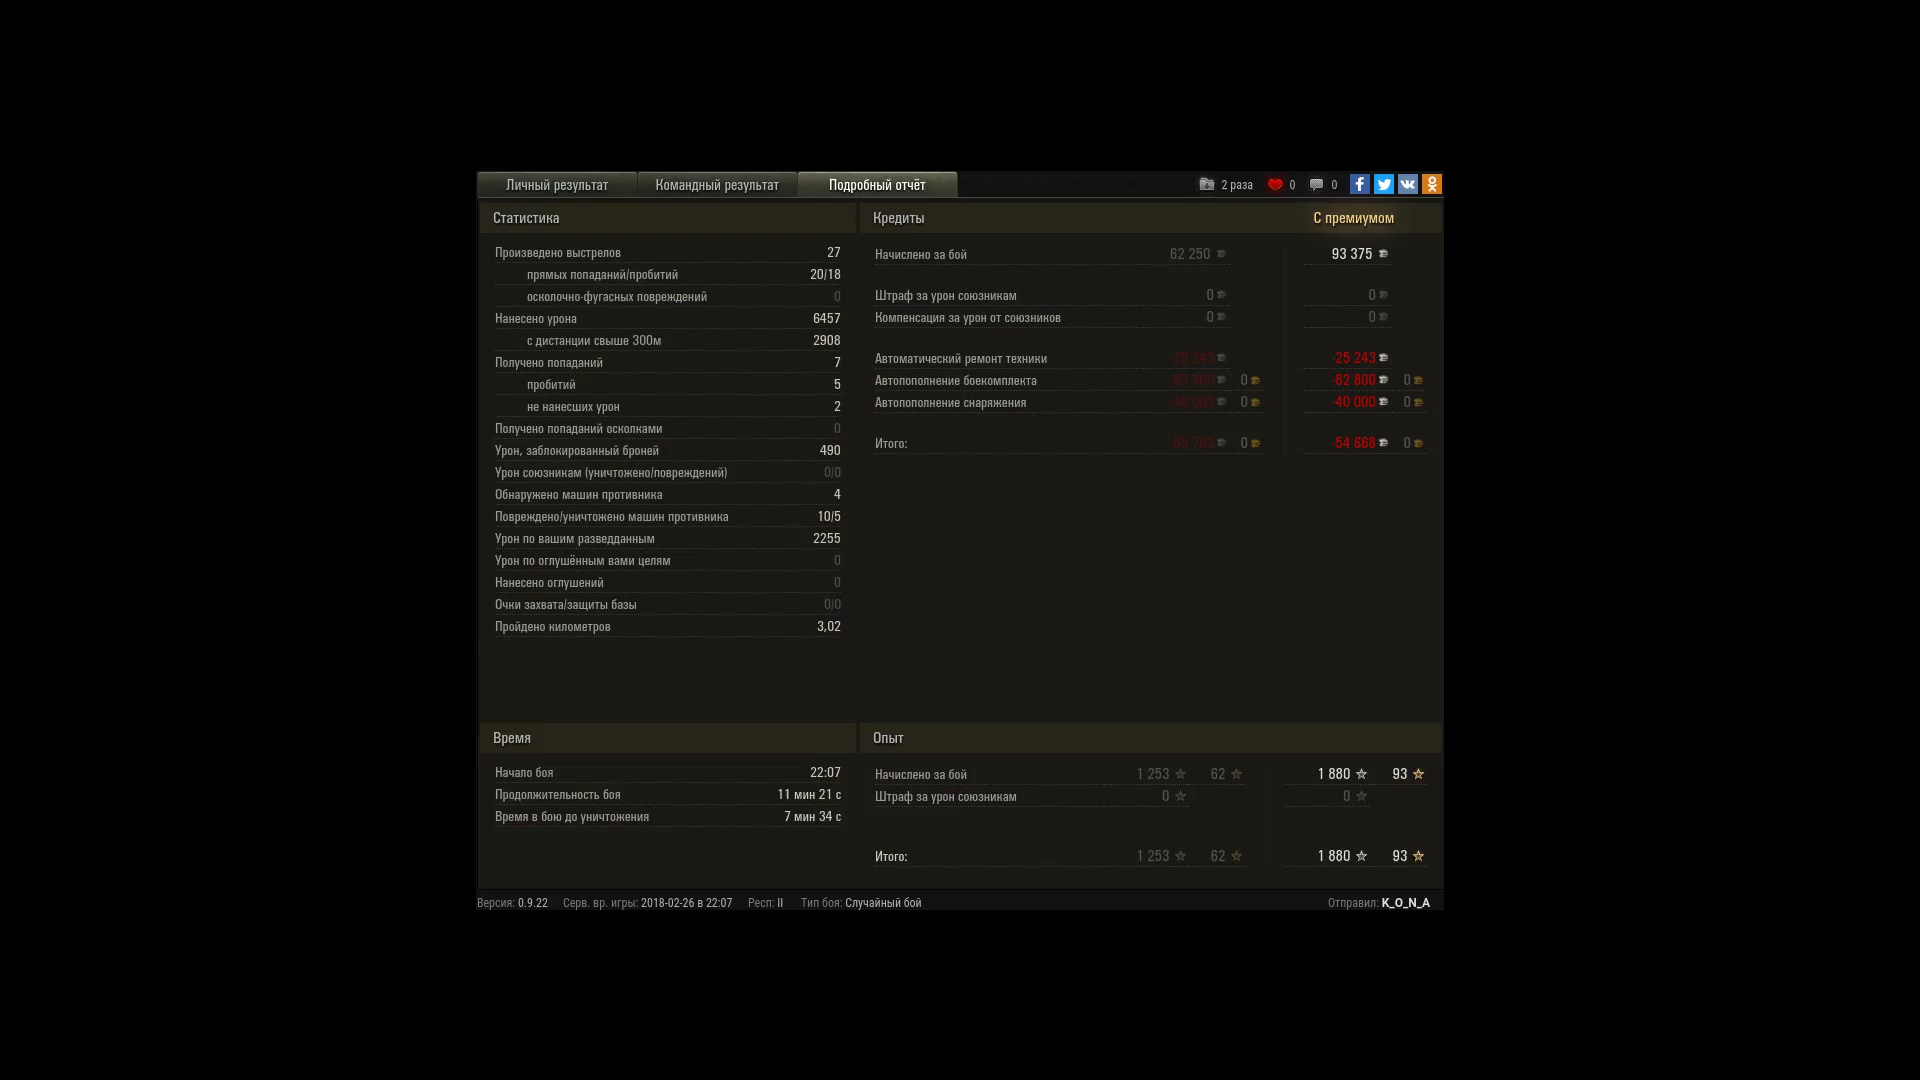 Личный результат Командный результат Подробный отчёт 2 раза 0 0
Статистика
Произведено выстрелов 27
прямых попаданий/пробитий 20/18
осколочно-фугасных повреждений 0
Нанесено урона 6457
с дистанции свыше 300м 2908
Получено попаданий 7
пробитий 5
не нанесших урон 2
Получено попаданий осколками 0
Урон, заблокированный броней 490
Урон союзникам (уничтожено/повреждений) 0/0
Обнаружено машин противника 4
Повреждено/уничтожено машин противника 10/5
Урон по вашим разведданным 2255
Урон по оглушённым вами целям 0
Нанесено оглушений 0
Очки захвата/защиты базы 0/0
Пройдено километров 3,02
Кредиты С премиумом
Начислено за бой 62 250 93 375
Штраф за урон союзникам 0 0
Компенсация за урон от союзников 0 0
Автоматический ремонт техники -25 243 -25 243
Автопополнение боекомплекта -82 800 0 -82 800 0
Автопополнение снаряжения -40 000 0 -40 000 0
Итого: -85 793 0 -54 668 0
Время
Начало боя 22:07
Продолжительность боя 11 мин 21 с
Время в бою до уничтожения 7 мин 34 с
Опыт
Начислено за бой 1 253 62 1 880 93
Штраф за урон союзникам 0 0
Итого: 1 253 62 1 880 93
Версия: 0.9.22 Серв. вр. игры: 2018-02-26 в 22:07 Респ: II Тип боя: Случайный бой Отправил: K_O_N_A